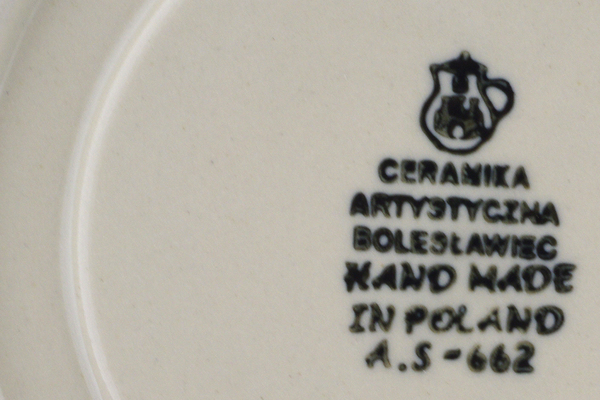 CERAMIKA
ARTYSTYCZNA
BOLESŁAWIEC
HAND MADE
IN POLAND
A.S-662